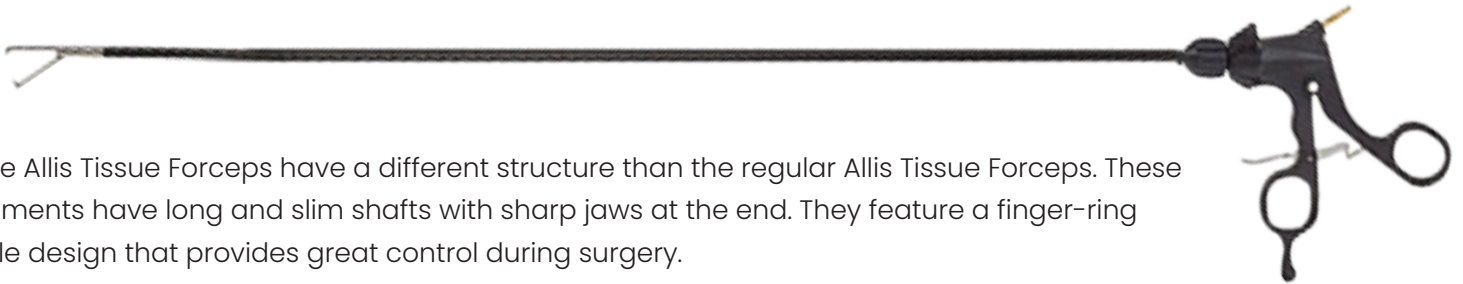 e Allis Tissue Forceps have a different structure than the regular Allis Tissue Forceps. These
ments have long and slim shafts with sharp jaws at the end. They feature a finger-ring
le design that provides great control during surgery.